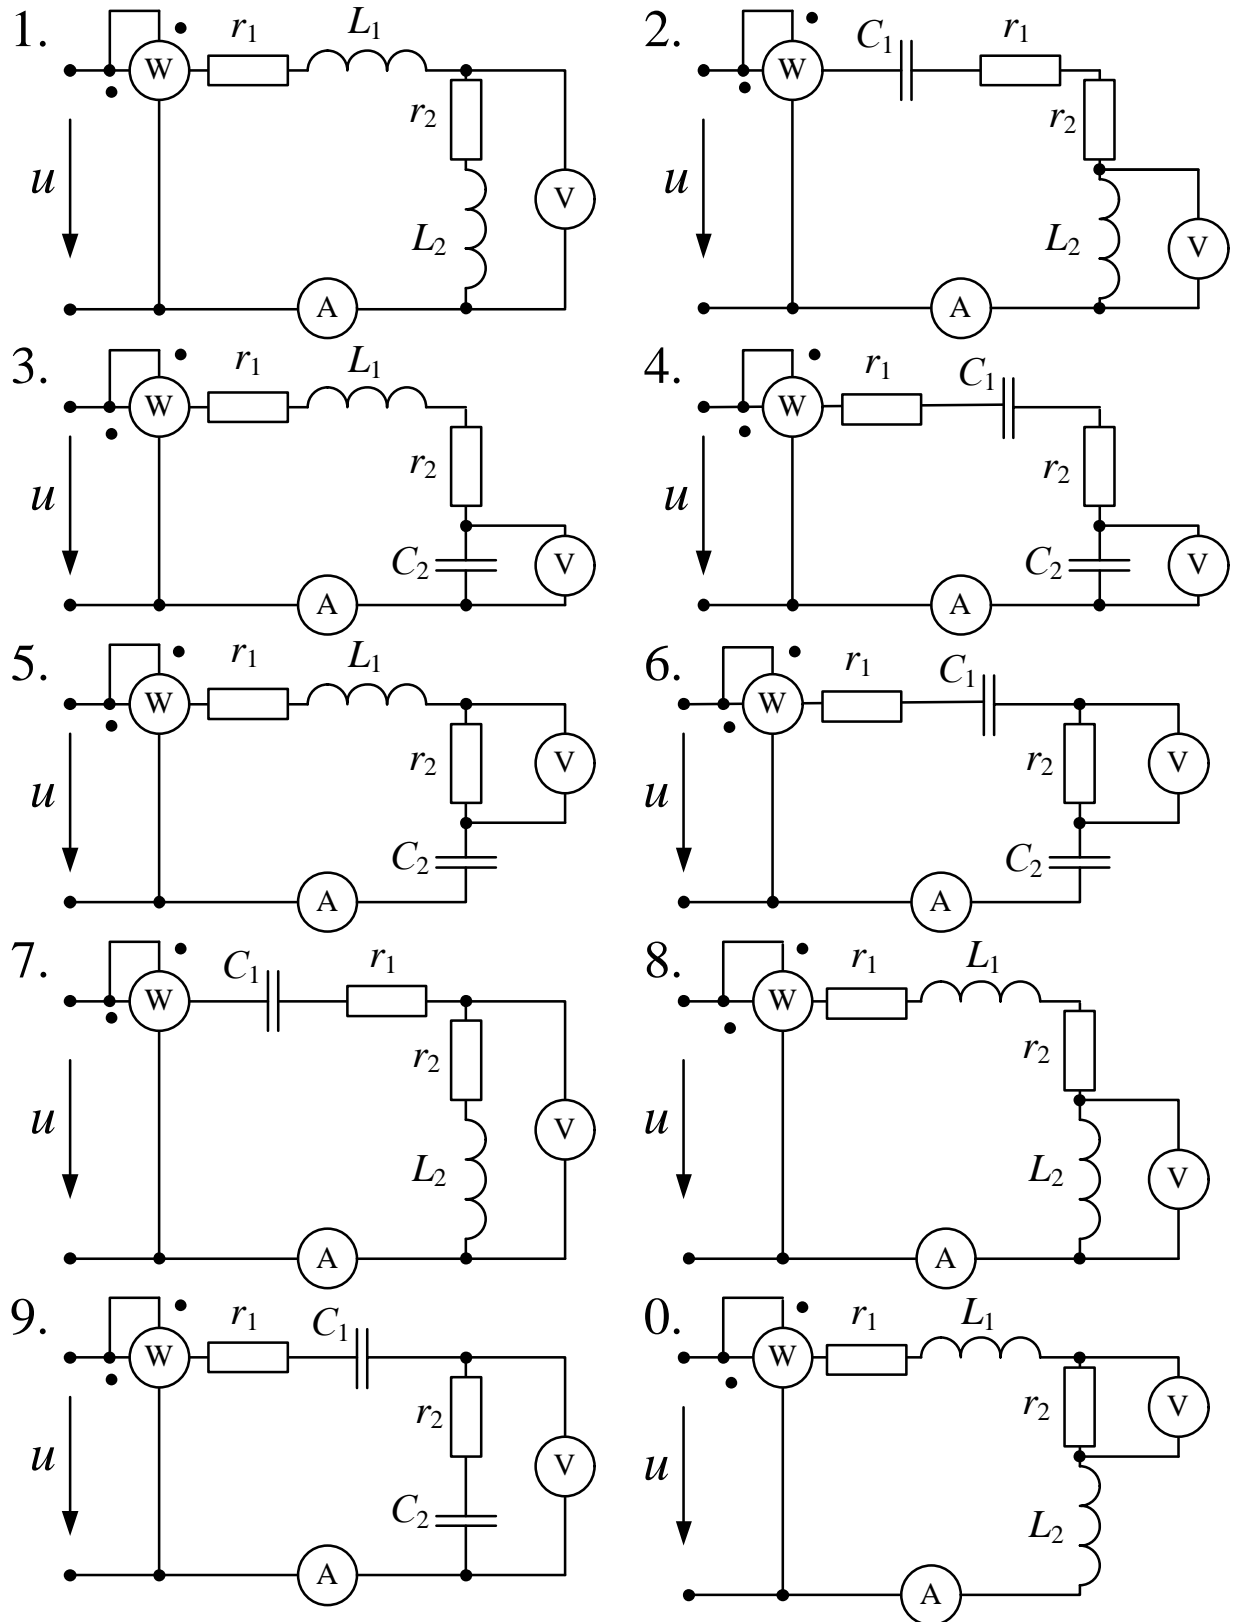 1. W r1 L1 r2 L2 V A u
2. W C1 r1 r2 L2 V A u
3. W r1 L1 r2 C2 V A u
4. W r1 C1 r2 C2 V A u
5. W r1 L1 r2 C2 V A u
6. W r1 C1 r2 C2 V A u
7. W C1 r1 r2 L2 V A u
8. W r1 L1 r2 L2 V A u
9. W r1 C1 r2 C2 V A u
0. W r1 L1 r2 L2 V A u